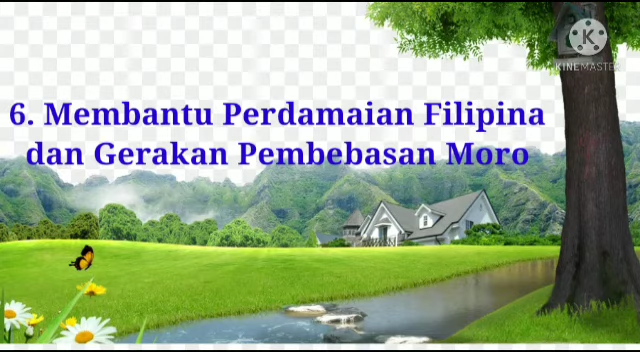 KINEMASTER
6. Membantu Perdamaian Filipina
dan Gerakan Pembebasan Moro